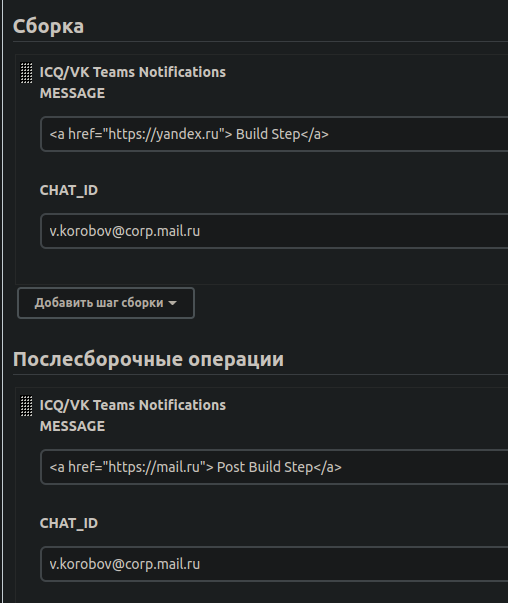 Сборка
ICQ/VK Teams Notifications
MESSAGE
<a href="https://yandex.ru"> Build Step</a>
CHAT_ID
v.korobov@corp.mail.ru
Добавить шаг сборки
Послесборочные операции
ICQ/VK Teams Notifications
MESSAGE
<a href="https://mail.ru"> Post Build Step</a>
CHAT_ID
v.korobov@corp.mail.ru